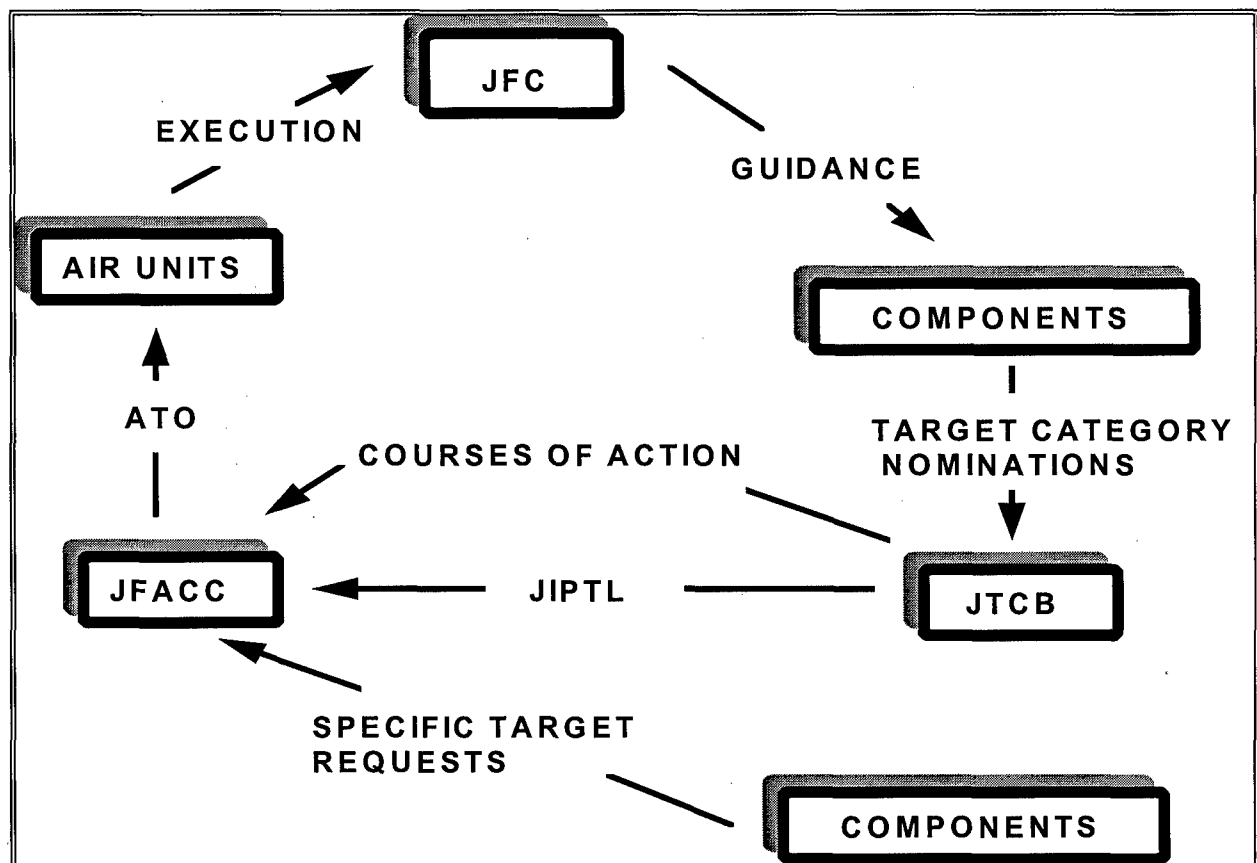 JFC
EXECUTION
GUIDANCE
AIR UNITS
COMPONENTS
ATO
TARGET CATEGORY
NOMINATIONS
COURSES OF ACTION
JFACC
JIPTL
JTCB
SPECIFIC TARGET
REQUESTS
COMPONENTS